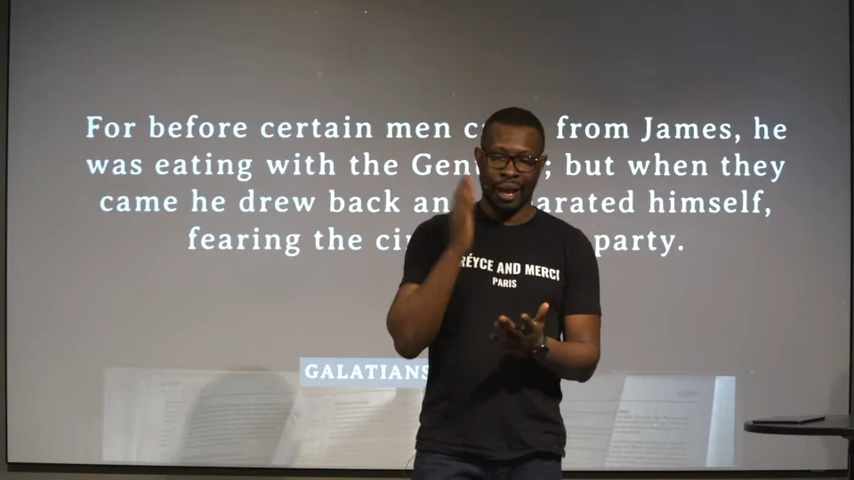 For before certain men from James, he
was eating with the but when they
came he drew back himself,
fearing the party.
RÉYCE AND MERCI
PARIS
GALATIANS